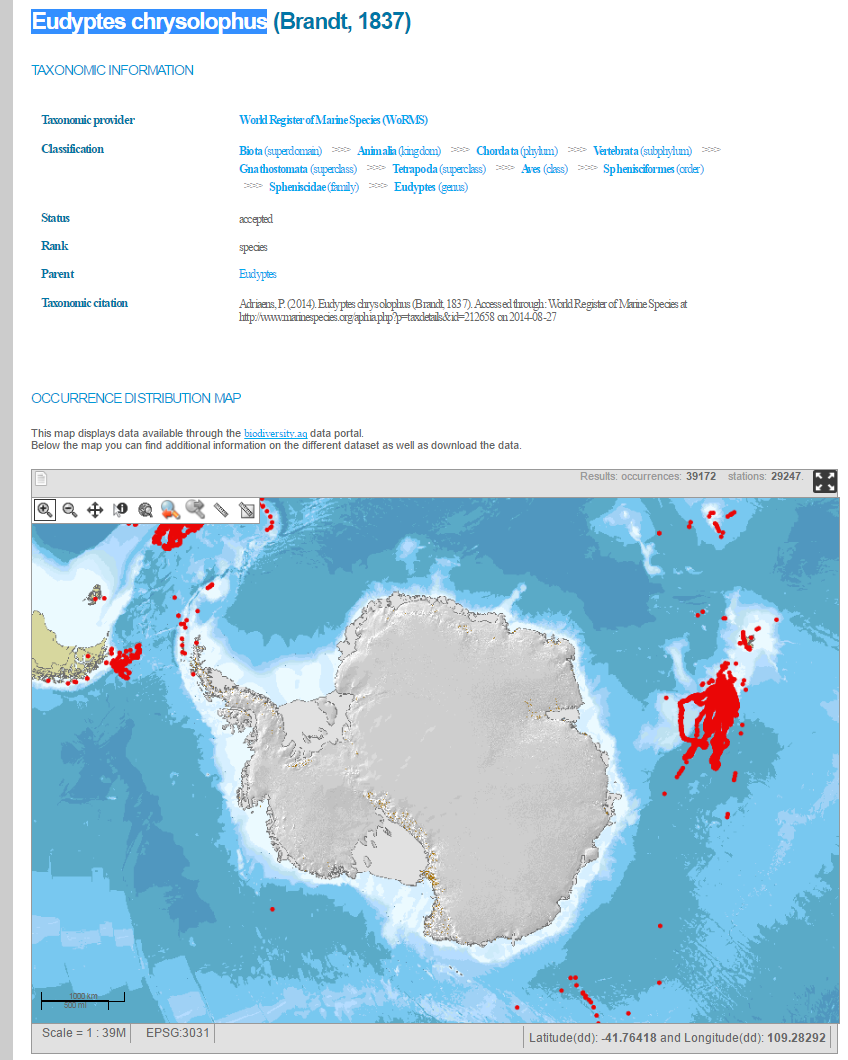 Eudyptes chrysolophus (Brandt, 1837)
TAXONOMIC INFORMATION
Taxonomic provider World Register of Marine Species (WoRMS)
Classification Biota (superdomain) >>> Animalia (kingdom) >>> Chordata (phylum) >>> Vertebrata (subphylum) >>>
Gnathostomata (superclass) >>> Tetrapoda (superclass) >>> Aves (class) >>> Sphenisciformes (order)
>>> Spheniscidae (family) >>> Eudyptes (genus)
Status accepted
Rank species
Parent Eudyptes
Taxonomic citation Adriaens, P. (2014). Eudyptes chrysolophus (Brandt, 1837). Accessed through: World Register of Marine Species at
http://www.marinespecies.org/aphia.php?p=taxdetails&id=212658 on 2014-08-27
OCCURRENCE DISTRIBUTION MAP
This map displays data available through the biodiversity.aq data portal.
Below the map you can find additional information on the different dataset as well as download the data.
Results: occurrences: 39172 stations: 29247.
1000 km
500 mi
Scale = 1 : 39M EPSG:3031 Latitude(dd): -41.76418 and Longitude(dd): 109.28292